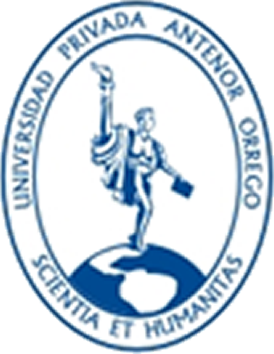 UNIVERSIDAD PRIVADA ANTENOR ORREGO
SCIENTIA ET HUMANITAS